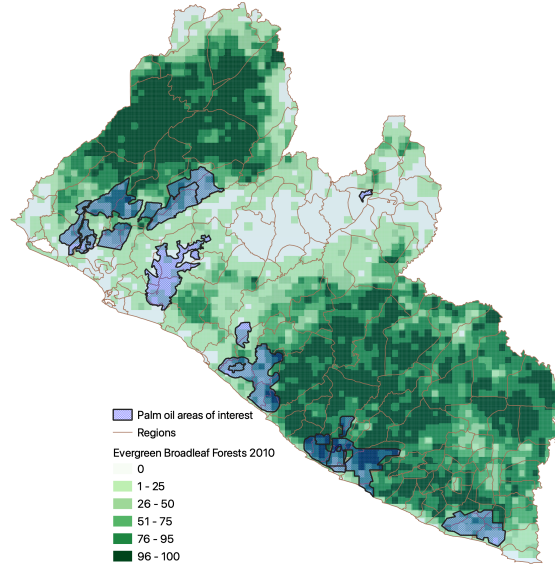 Palm oil areas of interest
Regions
Evergreen Broadleaf Forests 2010
0
1 - 25
26 - 50
51 - 75
76 - 95
96 - 100